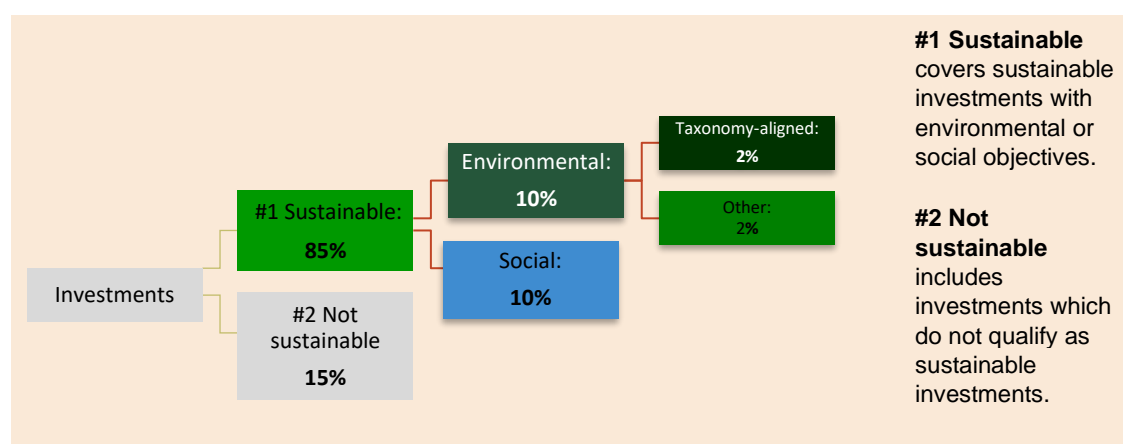 Investments
#1 Sustainable:
85%
#2 Not
sustainable
15%
Environmental:
10%
Social:
10%
Taxonomy-aligned:
2%
Other:
2%
#1 Sustainable
covers sustainable
investments with
environmental or
social objectives.
#2 Not
sustainable
includes
investments which
do not qualify as
sustainable
investments.